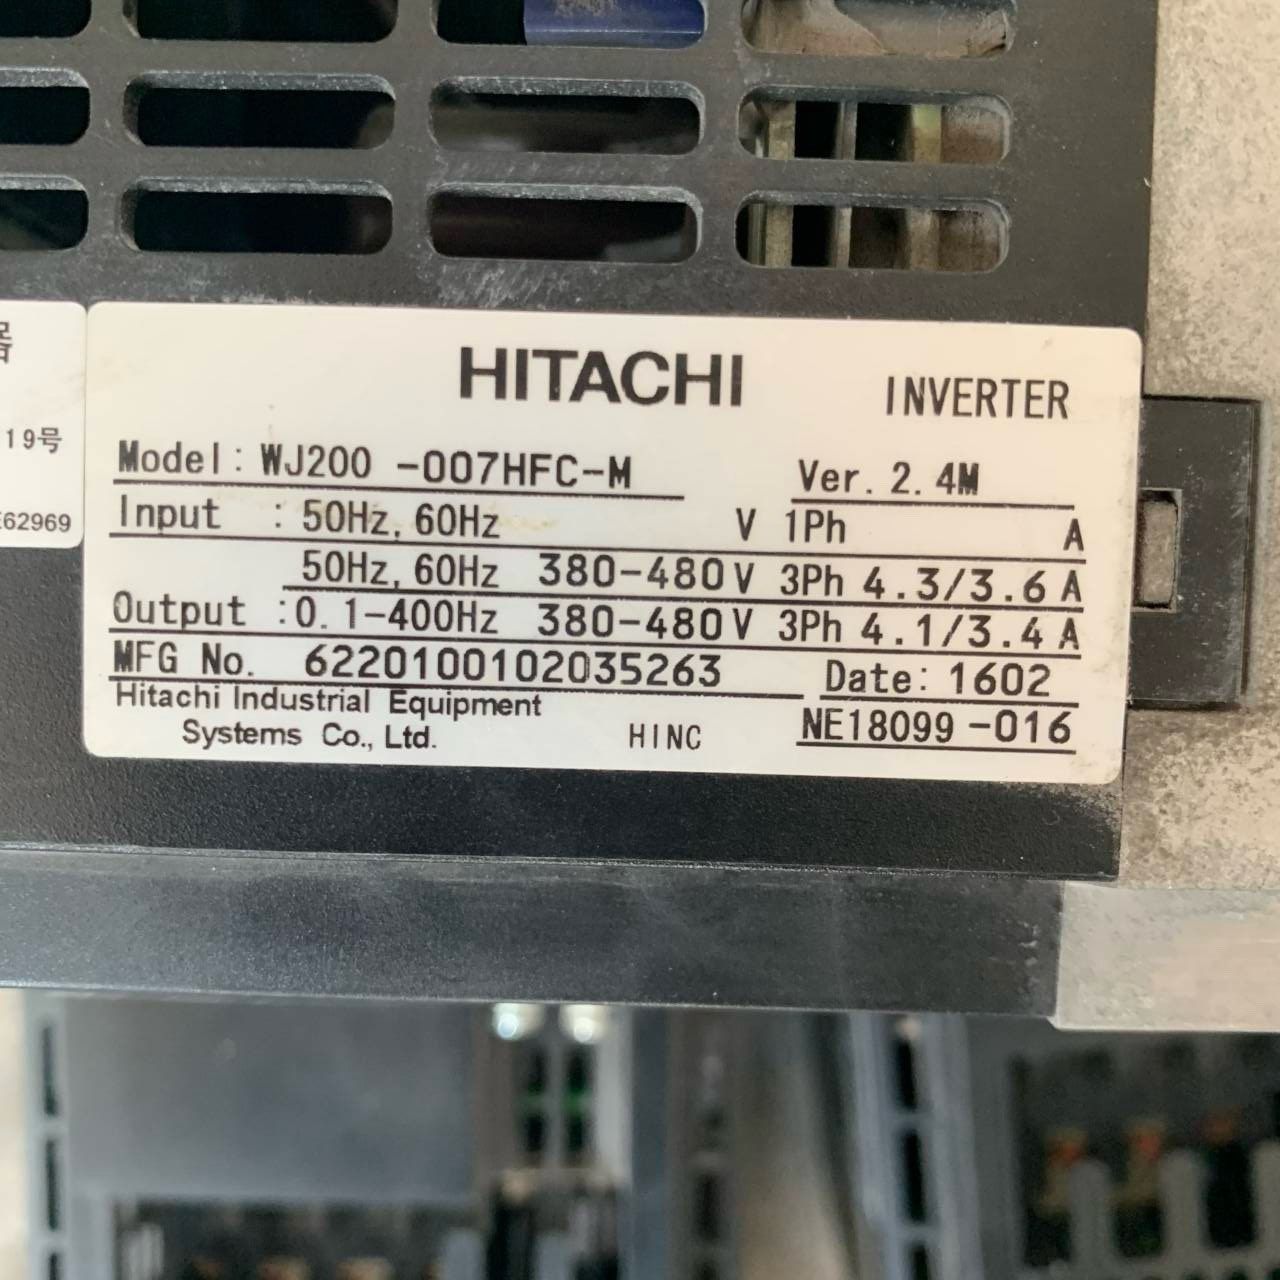 19号
E62969
HITACHI INVERTER
Model: WJ200 -007HFC-M Ver. 2.4M
Input : 50Hz, 60Hz V 1Ph A
50Hz, 60Hz 380-480V 3Ph 4.3/3.6 A
Output :0.1-400Hz 380-480V 3Ph 4.1/3.4 A
MFG No. 6220100102035263 Date: 1602
Hitachi Industrial Equipment
Systems Co., Ltd. HINC NE18099-016